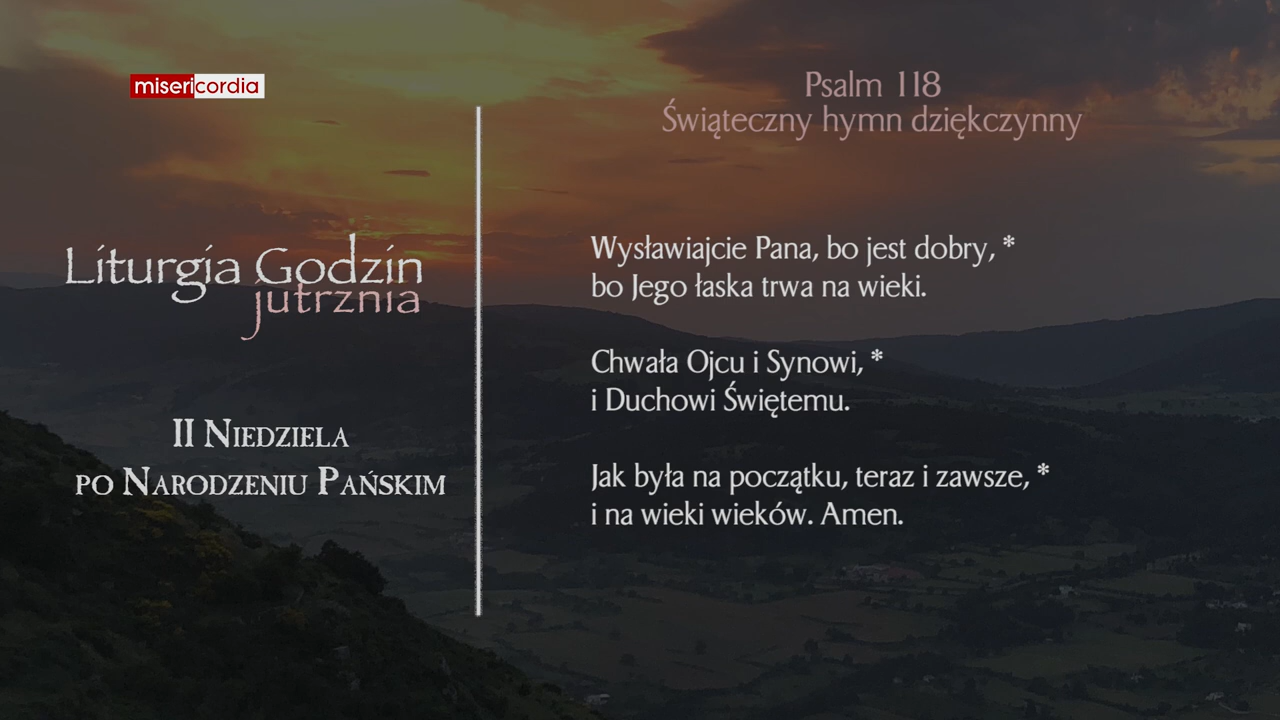 misericordia
Liturgia Godzin
jutrznia
II Niedziela
po Narodzeniu Pańskim
Psalm 118
Świąteczny hymn dziękczynny
Wysławiajcie Pana, bo jest dobry, *
bo Jego łaska trwa na wieki.
Chwała Ojcu i Synowi, *
i Duchowi Świętemu.
Jak była na początku, teraz i zawsze, *
i na wieki wieków. Amen.